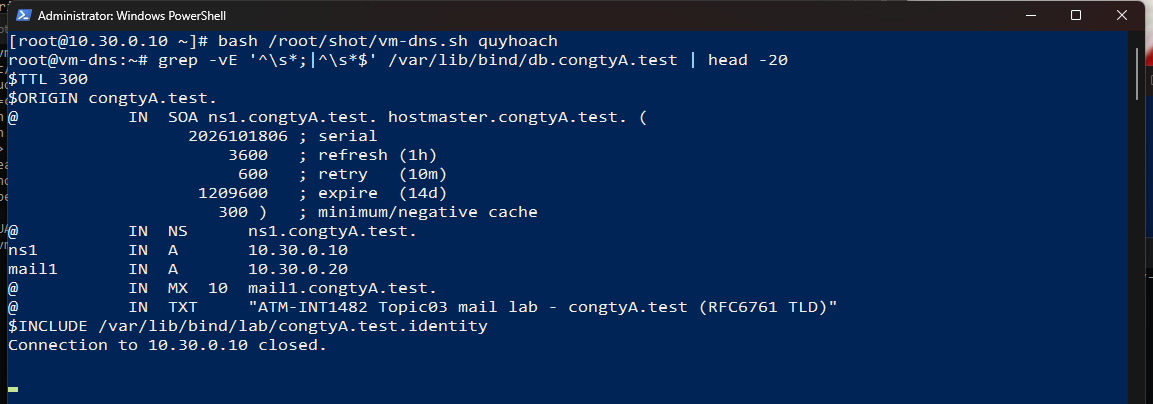 Administrator: Windows PowerShell
[root@10.30.0.10 ~]# bash /root/shot/vm-dns.sh quyhoach
root@vm-dns:~# grep -vE '^\s*;|^\s*$' /var/lib/bind/db.congtyA.test | head -20
$TTL 300
$ORIGIN congtyA.test.
@           IN  SOA ns1.congtyA.test. hostmaster.congtyA.test. (
                  2026101806 ; serial
                      3600   ; refresh (1h)
                       600   ; retry   (10m)
                   1209600   ; expire  (14d)
                     300 )   ; minimum/negative cache
@           IN  NS      ns1.congtyA.test.
ns1         IN  A       10.30.0.10
mail1       IN  A       10.30.0.20
@           IN  MX  10  mail1.congtyA.test.
@           IN  TXT     "ATM-INT1482 Topic03 mail lab - congtyA.test (RFC6761 TLD)"
$INCLUDE /var/lib/bind/lab/congtyA.test.identity
Connection to 10.30.0.10 closed.